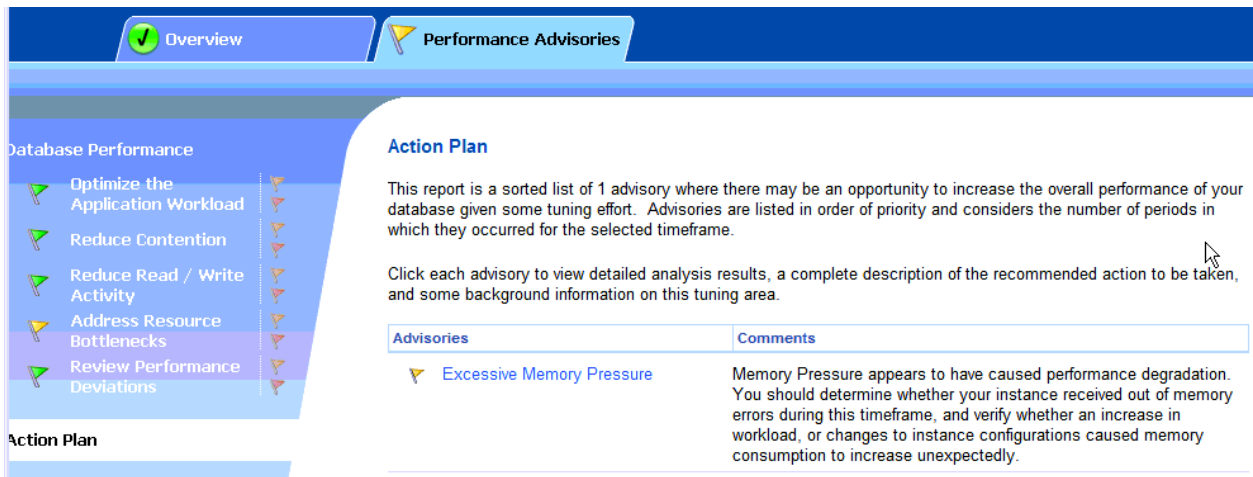 Overview
Performance Advisories
Database Performance
Optimize the
Application Workload
Reduce Contention
Reduce Read / Write
Activity
Address Resource
Bottlenecks
Review Performance
Deviations
Action Plan
Action Plan
This report is a sorted list of 1 advisory where there may be an opportunity to increase the overall performance of your
database given some tuning effort.  Advisories are listed in order of priority and considers the number of periods in
which they occurred for the selected timeframe.
Click each advisory to view detailed analysis results, a complete description of the recommended action to be taken,
and some background information on this tuning area.
Advisories
Comments
Excessive Memory Pressure
Memory Pressure appears to have caused performance degradation.
You should determine whether your instance received out of memory
errors during this timeframe, and verify whether an increase in
workload, or changes to instance configurations caused memory
consumption to increase unexpectedly.